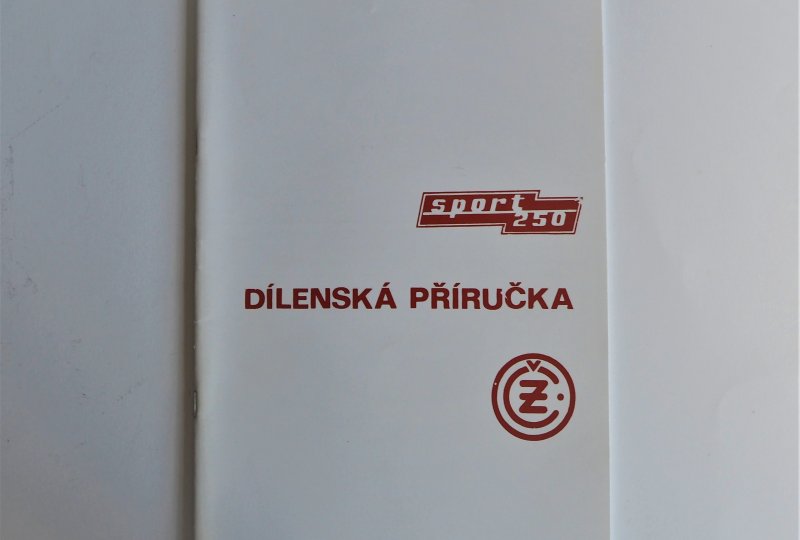 sport
250
DÍLENSKÁ PŘÍRUČKA
ČZ